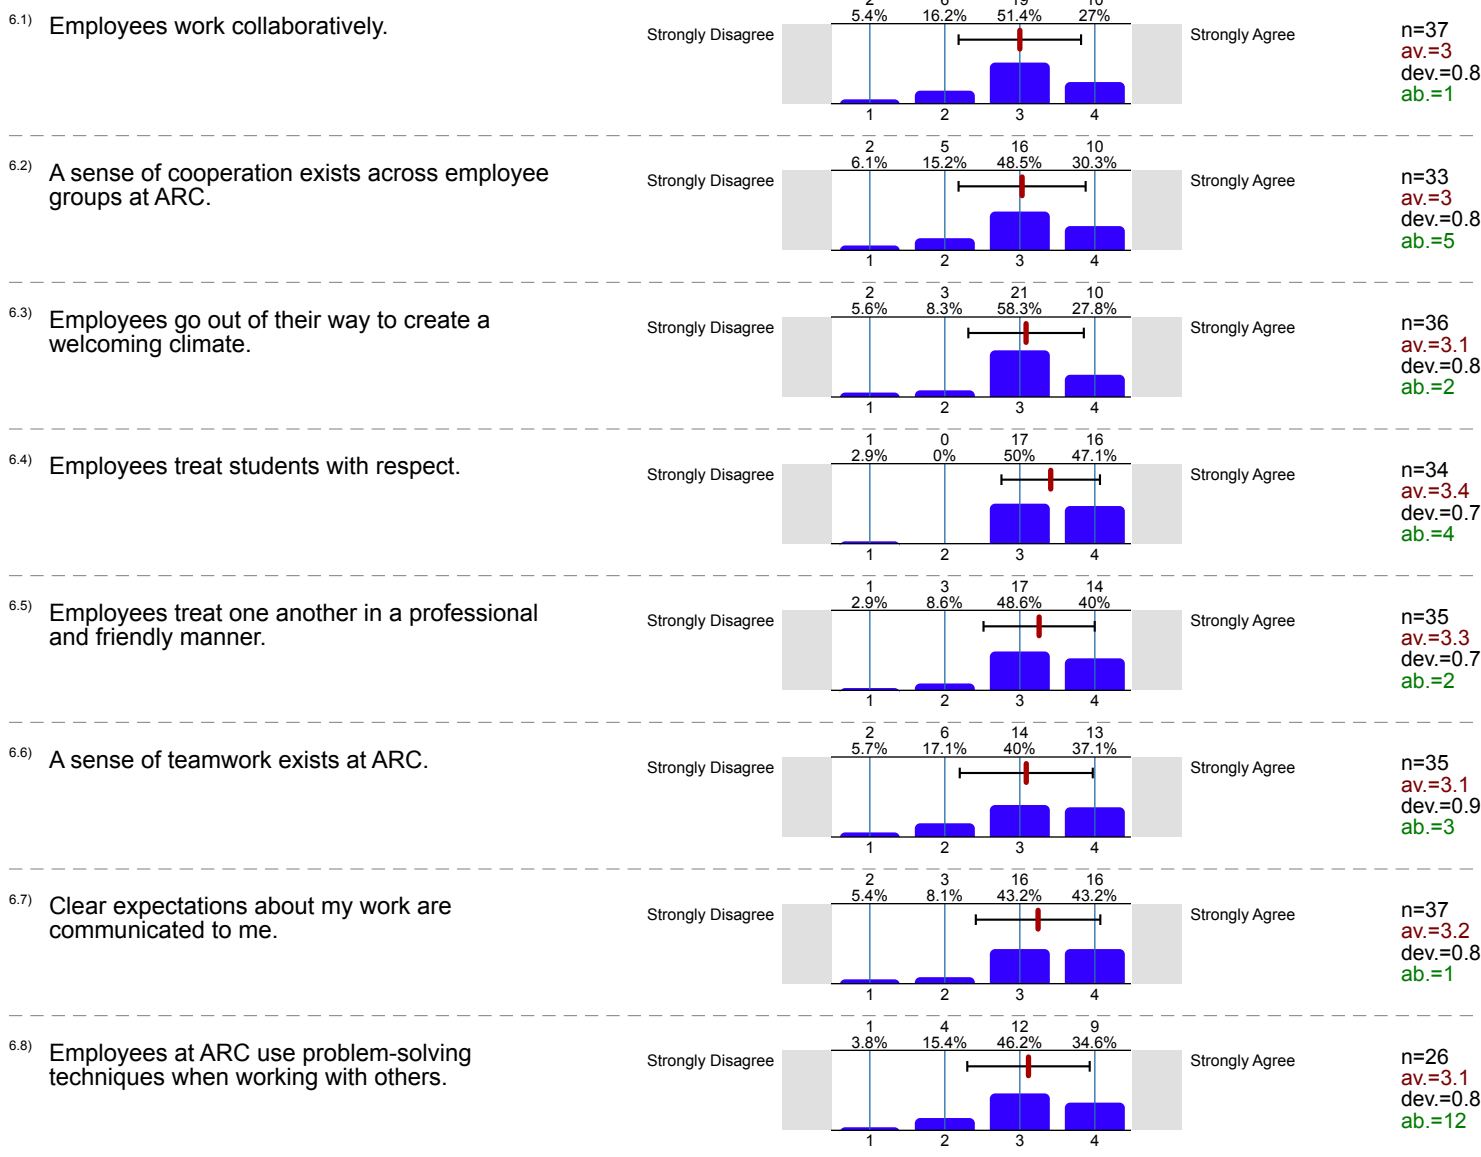 2 6 19 10
6.1) Employees work collaboratively.
5.4% 16.2% 51.4% 27%
Strongly Disagree
Strongly Agree
n=37
av.=3
dev.=0.8
ab.=1
1 2 3 4
2 5 16 10
6.2) A sense of cooperation exists across employee
groups at ARC.
6.1% 15.2% 48.5% 30.3%
Strongly Disagree
Strongly Agree
n=33
av.=3
dev.=0.8
ab.=5
1 2 3 4
2 3 21 10
6.3) Employees go out of their way to create a
welcoming climate.
5.6% 8.3% 58.3% 27.8%
Strongly Disagree
Strongly Agree
n=36
av.=3.1
dev.=0.8
ab.=2
1 2 3 4
1 0 17 16
6.4) Employees treat students with respect.
2.9% 0% 50% 47.1%
Strongly Disagree
Strongly Agree
n=34
av.=3.4
dev.=0.7
ab.=4
1 2 3 4
1 3 17 14
6.5) Employees treat one another in a professional
and friendly manner.
2.9% 8.6% 48.6% 40%
Strongly Disagree
Strongly Agree
n=35
av.=3.3
dev.=0.7
ab.=2
1 2 3 4
2 6 14 13
6.6) A sense of teamwork exists at ARC.
5.7% 17.1% 40% 37.1%
Strongly Disagree
Strongly Agree
n=35
av.=3.1
dev.=0.9
ab.=3
1 2 3 4
2 3 16 16
6.7) Clear expectations about my work are
communicated to me.
5.4% 8.1% 43.2% 43.2%
Strongly Disagree
Strongly Agree
n=37
av.=3.2
dev.=0.8
ab.=1
1 2 3 4
1 4 12 9
6.8) Employees at ARC use problem-solving
techniques when working with others.
3.8% 15.4% 46.2% 34.6%
Strongly Disagree
Strongly Agree
n=26
av.=3.1
dev.=0.8
ab.=12
1 2 3 4